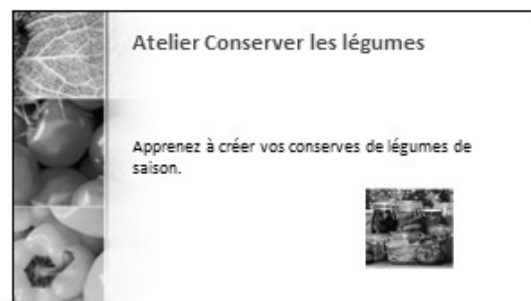 Atelier Conserver les légumes
Apprenez à créer vos conserves de légumes de
saison.